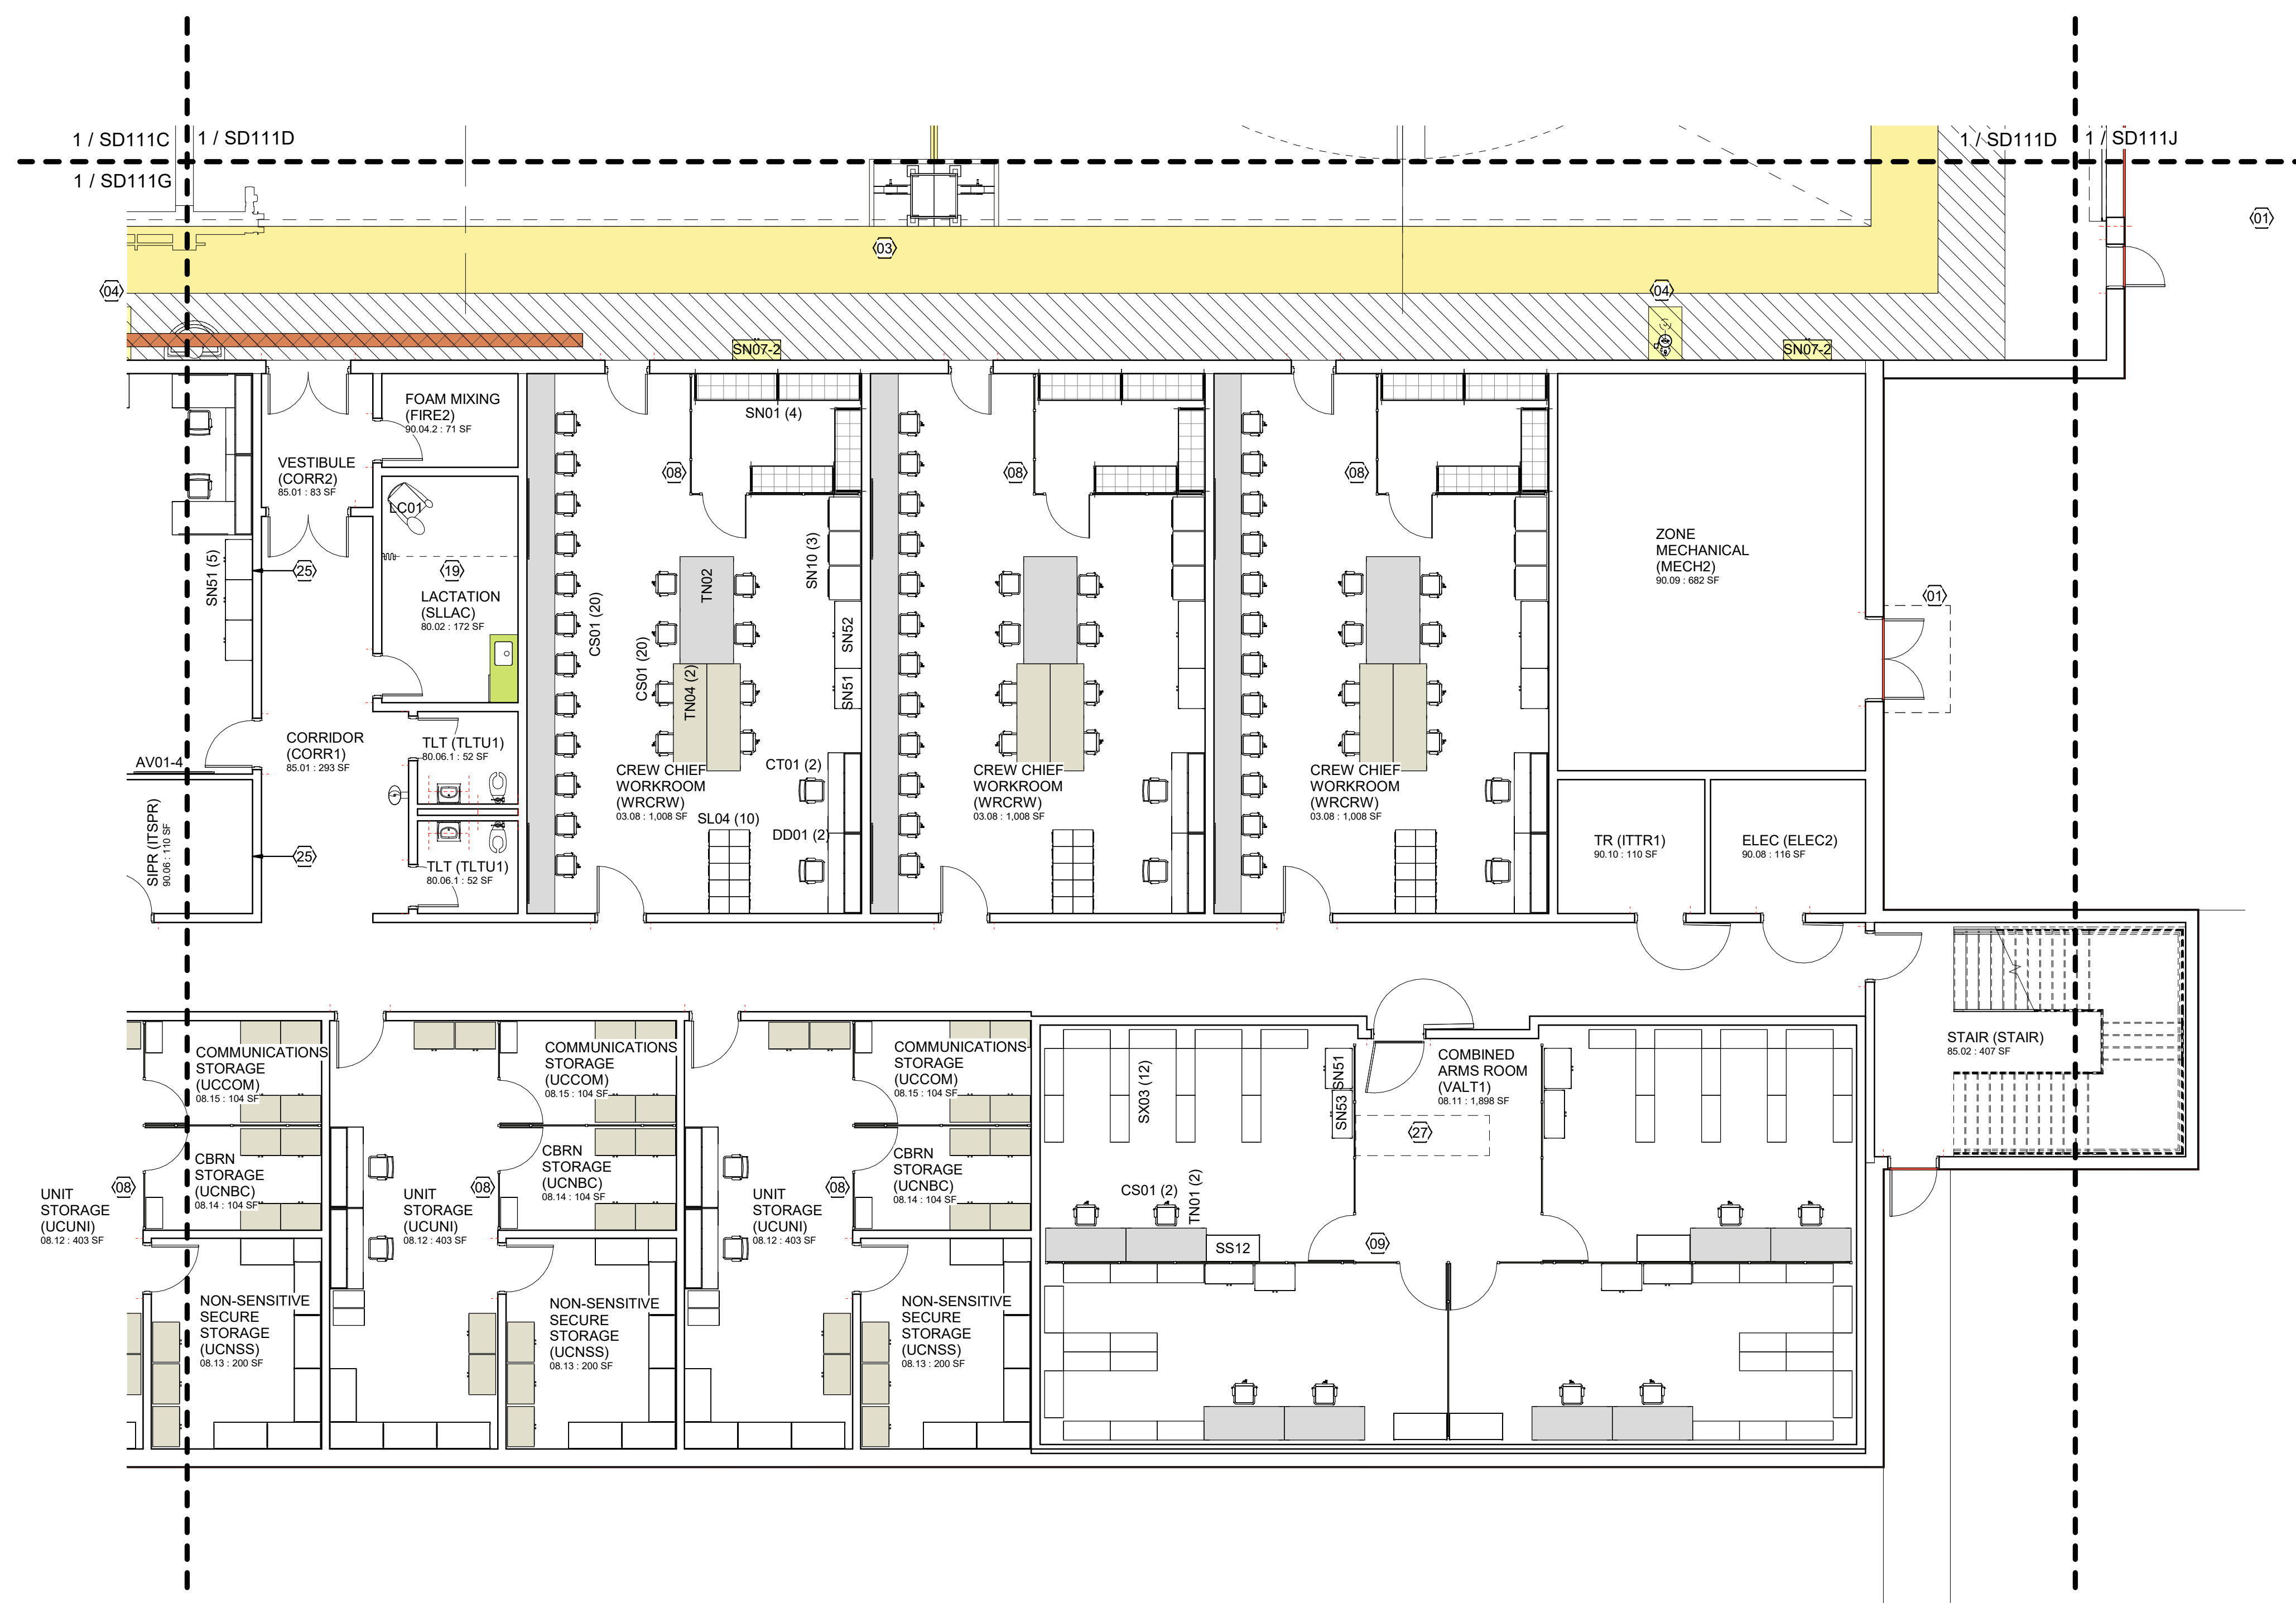 1 / SD111C
1 / SD111D
1 / SD111G
1 / SD111D
1 / SD111J
01
03
04
04
SN07-2
SN07-2
FOAM MIXING
(FIRE2)
90.04.2 : 71 SF
VESTIBULE
(CORR2)
85.01 : 83 SF
LC01
19
LACTATION
(SLLAC)
80.02 : 172 SF
SN51 (5)
25
CORRIDOR
(CORR1)
85.01 : 293 SF
AV01-4
SIPR (ITSPR)
90.06 : 110 SF
25
TLT (TLTU1)
80.06.1 : 52 SF
TLT (TLTU1)
80.06.1 : 52 SF
SN01 (4)
08
TN02
SN10 (3)
CS01 (20)
CS01 (20)
TN04 (2)
SN52
SN51
CREW CHIEF
WORKROOM
(WRCRW)
03.08 : 1,008 SF
CT01 (2)
SL04 (10)
DD01 (2)
08
CREW CHIEF
WORKROOM
(WRCRW)
03.08 : 1,008 SF
08
CREW CHIEF
WORKROOM
(WRCRW)
03.08 : 1,008 SF
ZONE
MECHANICAL
(MECH2)
90.09 : 682 SF
01
TR (ITTR1)
90.10 : 110 SF
ELEC (ELEC2)
90.08 : 116 SF
STAIR (STAIR)
85.02 : 407 SF
COMMUNICATIONS
STORAGE
(UCCOM)
08.15 : 104 SF
COMMUNICATIONS
STORAGE
(UCCOM)
08.15 : 104 SF
COMMUNICATIONS
STORAGE
(UCCOM)
08.15 : 104 SF
CBRN
STORAGE
(UCNBC)
08.14 : 104 SF
CBRN
STORAGE
(UCNBC)
08.14 : 104 SF
CBRN
STORAGE
(UCNBC)
08.14 : 104 SF
08
08
08
UNIT
STORAGE
(UCUNI)
08.12 : 403 SF
UNIT
STORAGE
(UCUNI)
08.12 : 403 SF
UNIT
STORAGE
(UCUNI)
08.12 : 403 SF
NON-SENSITIVE
SECURE
STORAGE
(UCNSS)
08.13 : 200 SF
NON-SENSITIVE
SECURE
STORAGE
(UCNSS)
08.13 : 200 SF
NON-SENSITIVE
SECURE
STORAGE
(UCNSS)
08.13 : 200 SF
SX03 (12)
SN51
SN53
COMBINED
ARMS ROOM
(VALT1)
08.11 : 1,898 SF
27
CS01 (2)
TN01 (2)
SS12
09